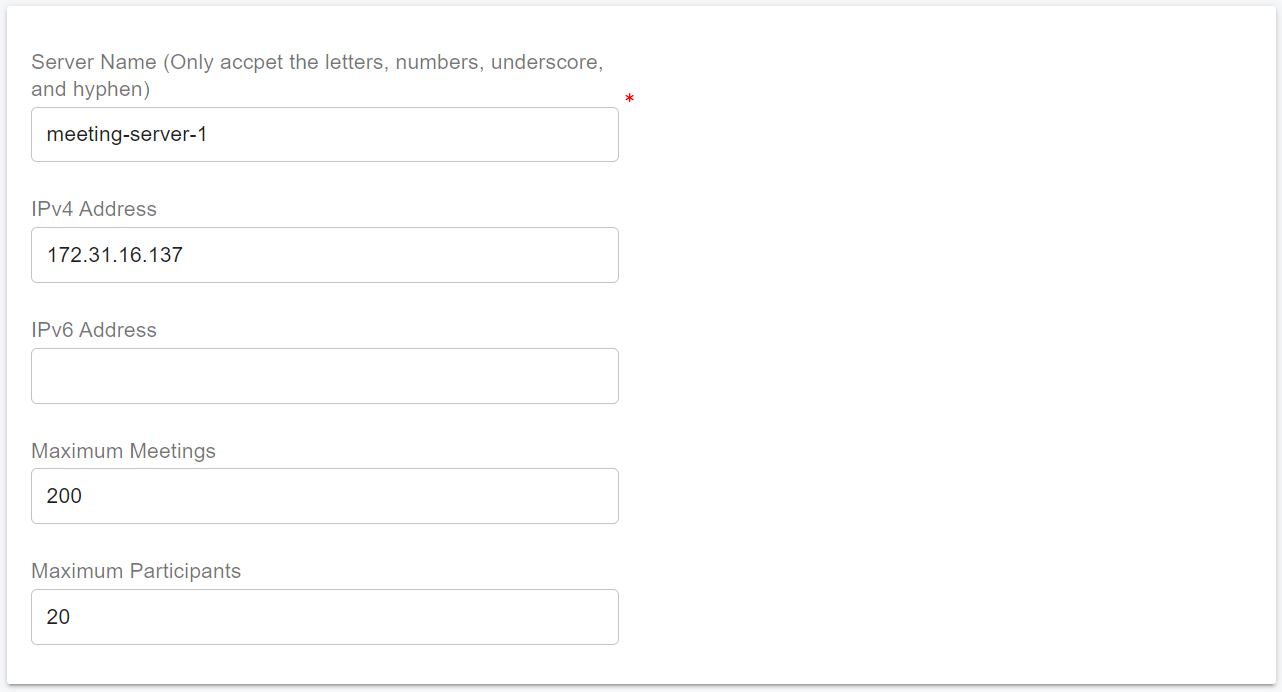 Server Name (Only accpet the letters, numbers, underscore,
and hyphen)
*
meeting-server-1
IPv4 Address
172.31.16.137
IPv6 Address
Maximum Meetings
200
Maximum Participants
20